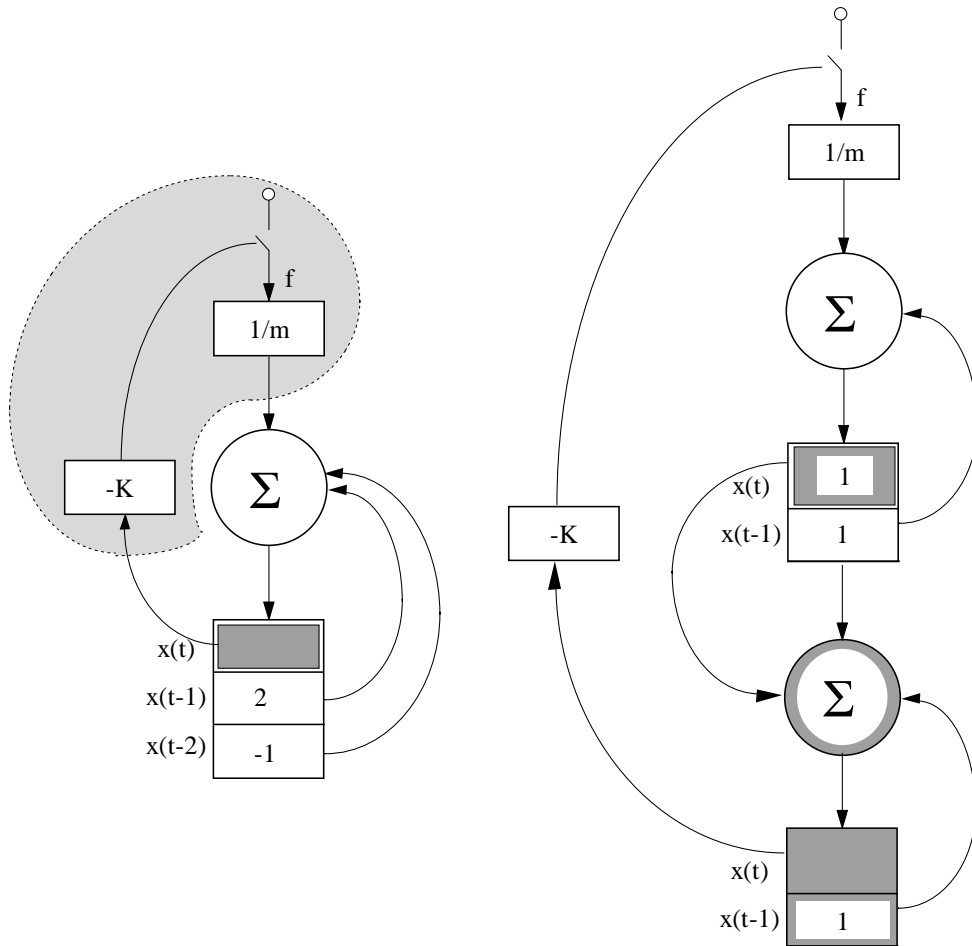 f
1/m
-K
Σ
x(t)
x(t-1) 2
x(t-2) -1
f
1/m
Σ
1
x(t)
x(t-1) 1
-K
Σ
x(t)
x(t-1) 1